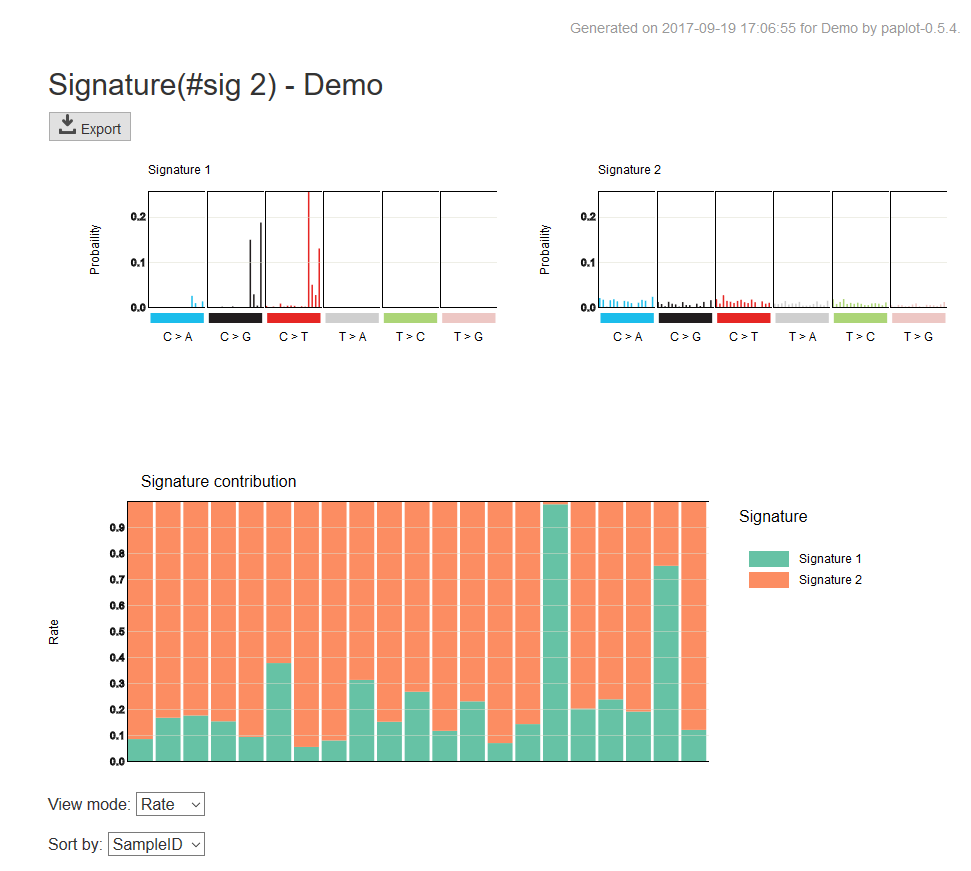 Generated on 2017-09-19 17:06:55 for Demo by paplot-0.5.4.
Signature(#sig 2) - Demo
Export
Signature 1
Probaility
0.2
0.1
0.0
C > A
C > G
C > T
T > A
T > C
T > G
Signature 2
Probaility
0.2
0.1
0.0
C > A
C > G
C > T
T > A
T > C
T > G
Signature contribution
Rate
0.9
0.8
0.7
0.6
0.5
0.4
0.3
0.2
0.1
0.0
Signature
Signature 1
Signature 2
View mode: Rate
Sort by: SampleID